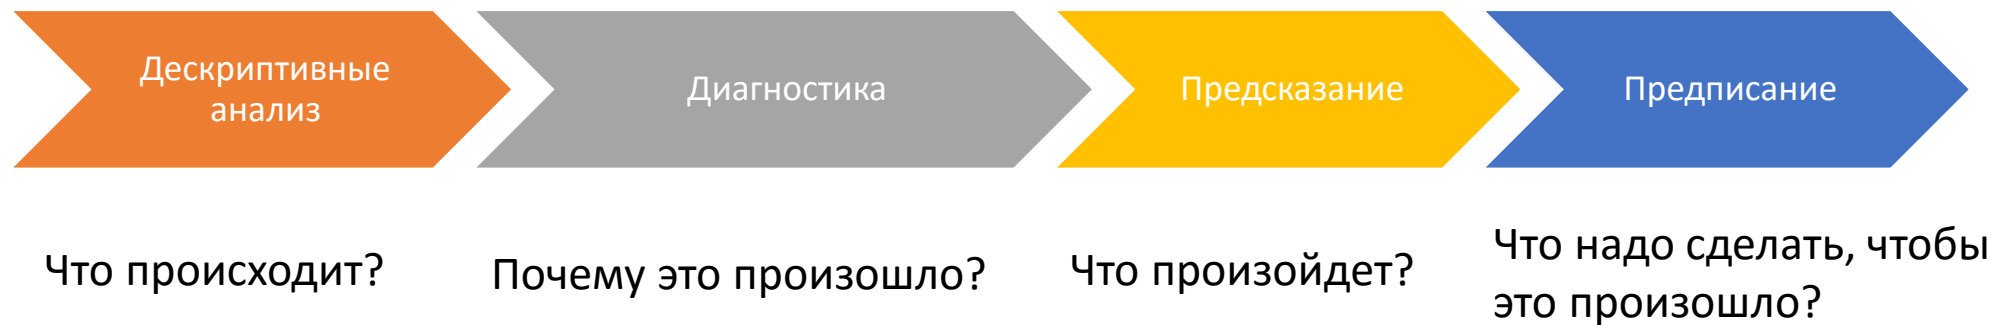 Дескриптивные
анализ
Диагностика
Предсказание
Предписание
Что происходит?
Почему это произошло?
Что произойдет?
Что надо сделать, чтобы
это произошло?